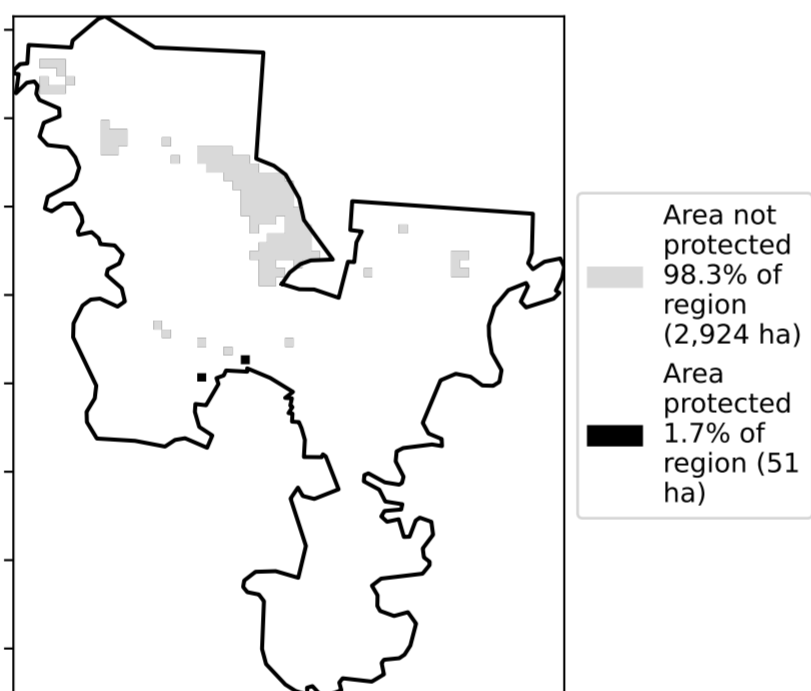 Area not
protected
98.3% of
region
(2,924 ha)
Area
protected
1.7% of
region (51
ha)